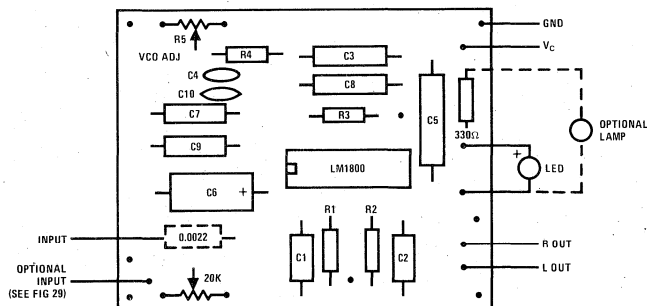 GND
R5
VCO ADJ
R4
C3
VC
C4
C8
C10
C7
R3
C5
330Ω
OPTIONAL
LAMP
C9
LM1800
+
LED
C6
+
R1
R2
INPUT
0.0022
C1
C2
R OUT
OPTIONAL
INPUT
(SEE FIG 29)
20K
L OUT